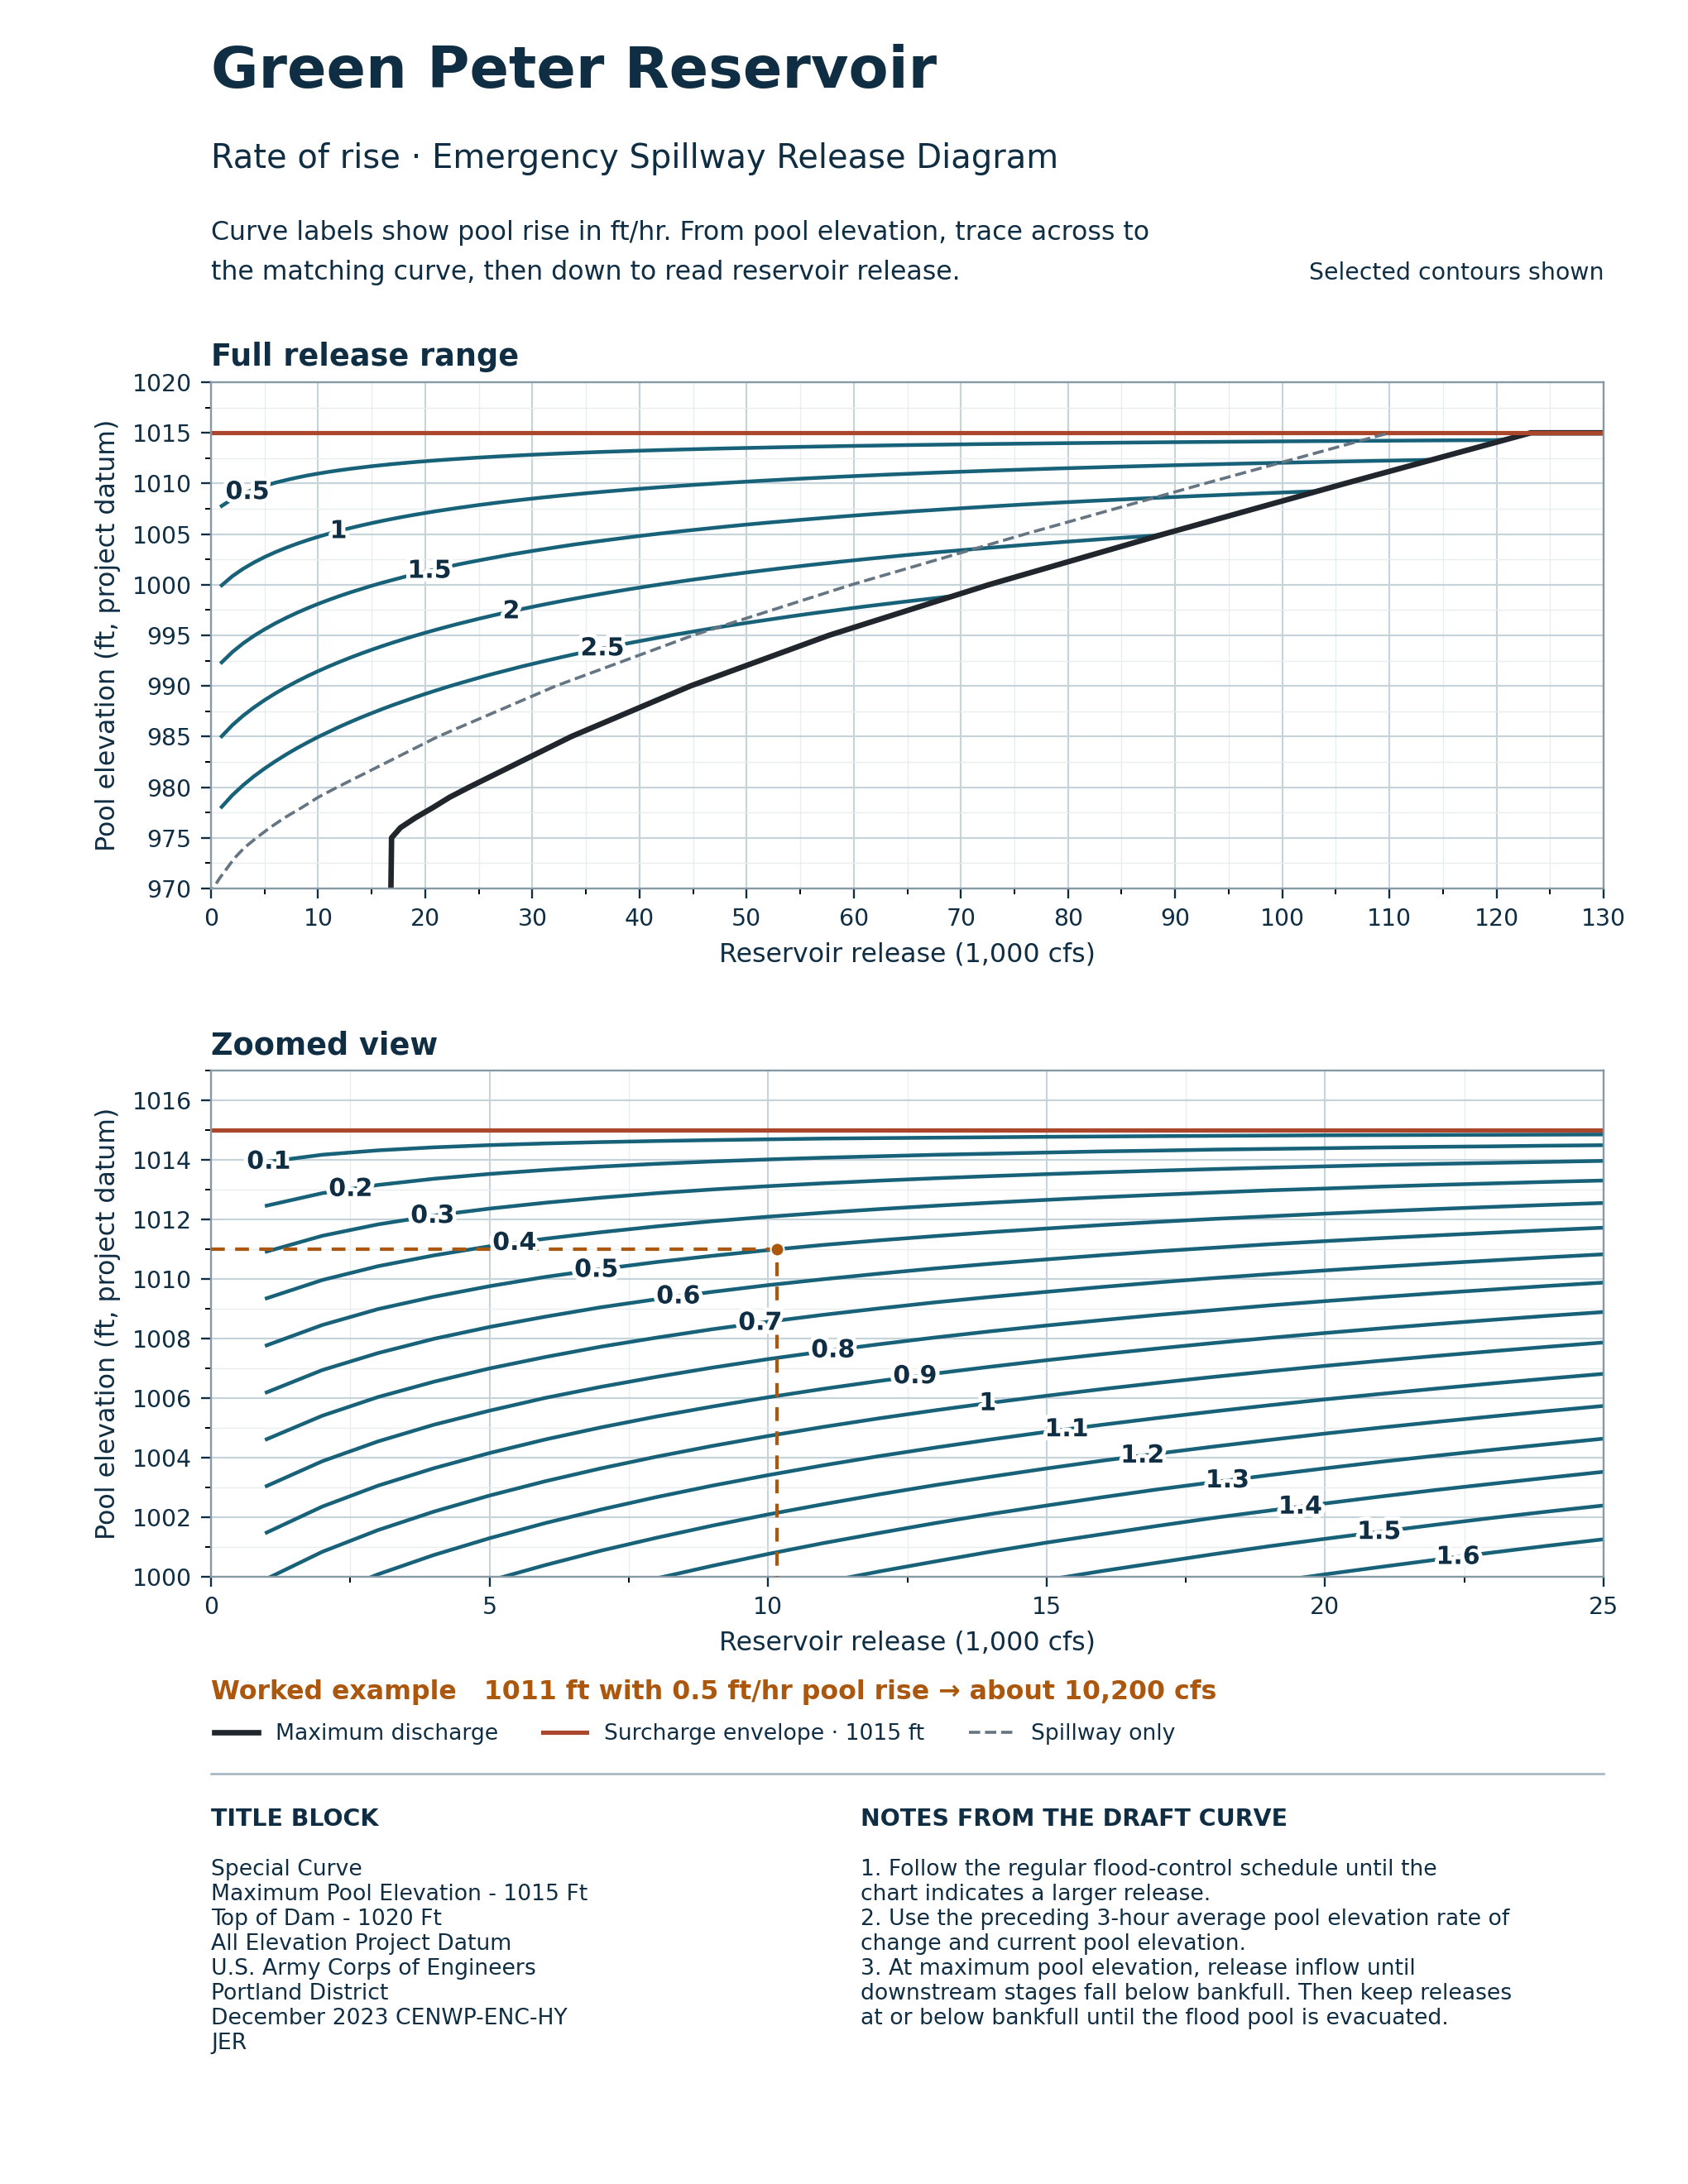 Green Peter Reservoir
Rate of rise · Emergency Spillway Release Diagram
Curve labels show pool rise in ft/hr. From pool elevation, trace across to
the matching curve, then down to read reservoir release.
Selected contours shown
Full release range
Pool elevation (ft, project datum)
1020
1015
1010
1005
1000
995
990
985
980
975
970
0.5
1
1.5
2
2.5
0 10 20 30 40 50 60 70 80 90 100 110 120 130
Reservoir release (1,000 cfs)
Zoomed view
Pool elevation (ft, project datum)
1016
1014
1012
1010
1008
1006
1004
1002
1000
0.1
0.2
0.3
0.4
0.5
0.6
0.7
0.8
0.9
1
1.1
1.2
1.3
1.4
1.5
1.6
0 5 10 15 20 25
Reservoir release (1,000 cfs)
Worked example 1011 ft with 0.5 ft/hr pool rise → about 10,200 cfs
Maximum discharge Surcharge envelope · 1015 ft Spillway only
TITLE BLOCK
Special Curve
Maximum Pool Elevation - 1015 Ft
Top of Dam - 1020 Ft
All Elevation Project Datum
U.S. Army Corps of Engineers
Portland District
December 2023 CENWP-ENC-HY
JER
NOTES FROM THE DRAFT CURVE
1. Follow the regular flood-control schedule until the
chart indicates a larger release.
2. Use the preceding 3-hour average pool elevation rate of
change and current pool elevation.
3. At maximum pool elevation, release inflow until
downstream stages fall below bankfull. Then keep releases
at or below bankfull until the flood pool is evacuated.